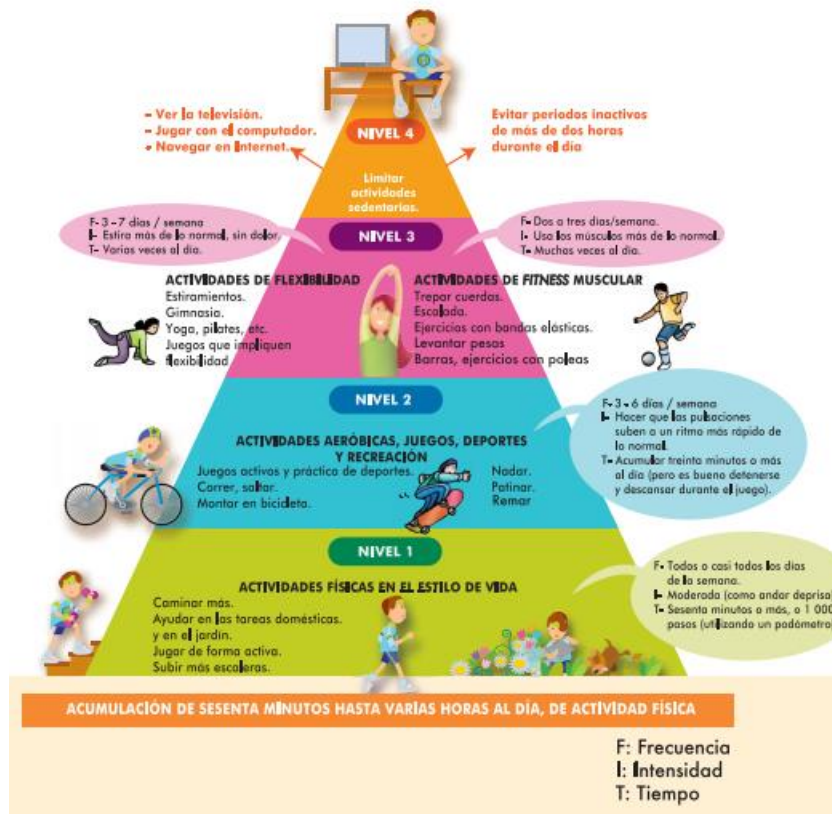 - Ver la televisión.
- Jugar con el computador.
- Navegar en Internet.
NIVEL 4
Evitar periodos inactivos
de más de dos horas
durante el día
Limitar
actividades
sedentarias.
F- 3 - 7 días / semana
I- Estira más de lo normal, sin dolor.
T- Varias veces al día.
NIVEL 3
F- Dos a tres días/semana.
I- Usa los músculos más de lo normal.
T- Muchas veces al día.
ACTIVIDADES DE FLEXIBILIDAD
Estiramientos.
Gimnasia.
Yoga, pilates, etc.
Juegos que impliquen
flexibilidad
ACTIVIDADES DE FITNESS MUSCULAR
Trepar cuerdas.
Escalada.
Ejercicios con bandas elásticas.
Levantar pesas
Barras, ejercicios con poleas
NIVEL 2
ACTIVIDADES AERÓBICAS, JUEGOS, DEPORTES
Y RECREACIÓN
Juegos activos y práctica de deportes.
Correr, saltar.
Montar en bicicleta.
Nadar.
Patinar.
Remar
F- 3 - 6 días / semana
I- Hacer que las pulsaciones
suben a un ritmo más rápido de
lo normal.
T- Acumular treinta minutos o más
al día (pero es bueno detenerse
y descansar durante el juego).
NIVEL 1
ACTIVIDADES FÍSICAS EN EL ESTILO DE VIDA
Caminar más.
Ayudar en las tareas domésticas.
y en el jardín.
Jugar de forma activa.
Subir más escaleras.
F- Todos o casi todos los días
de la semana.
I- Moderada (como andar deprisa)
T- Sesenta minutos o más, o 1 000
pasos (utilizando un podómetro
ACUMULACIÓN DE SESENTA MINUTOS HASTA VARIAS HORAS AL DÍA, DE ACTIVIDAD FÍSICA
F: Frecuencia
I: Intensidad
T: Tiempo